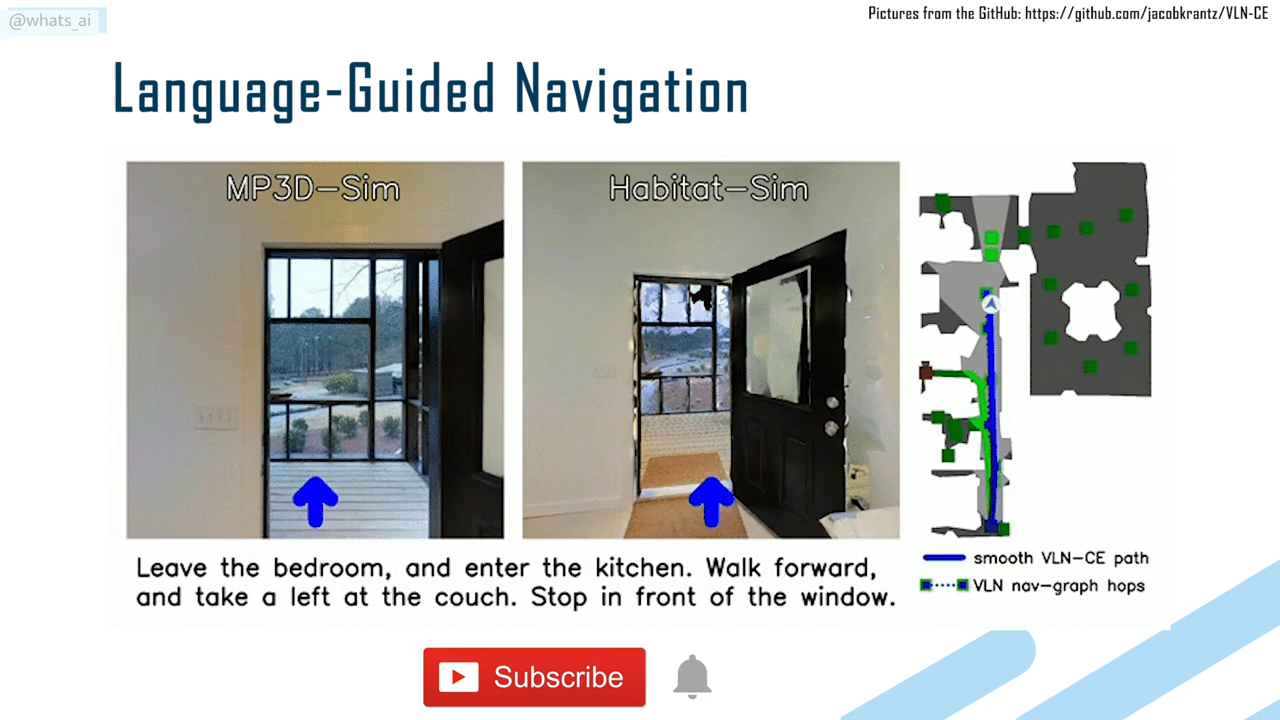 @whats_ai
Pictures from the GitHub: https://github.com/jacobkrantz/VLN-CE
Language-Guided Navigation
MP3D-Sim
Habitat-Sim
Leave the bedroom, and enter the kitchen. Walk forward,
and take a left at the couch. Stop in front of the window.
smooth VLN-CE path
VLN nav-graph hops
Subscribe